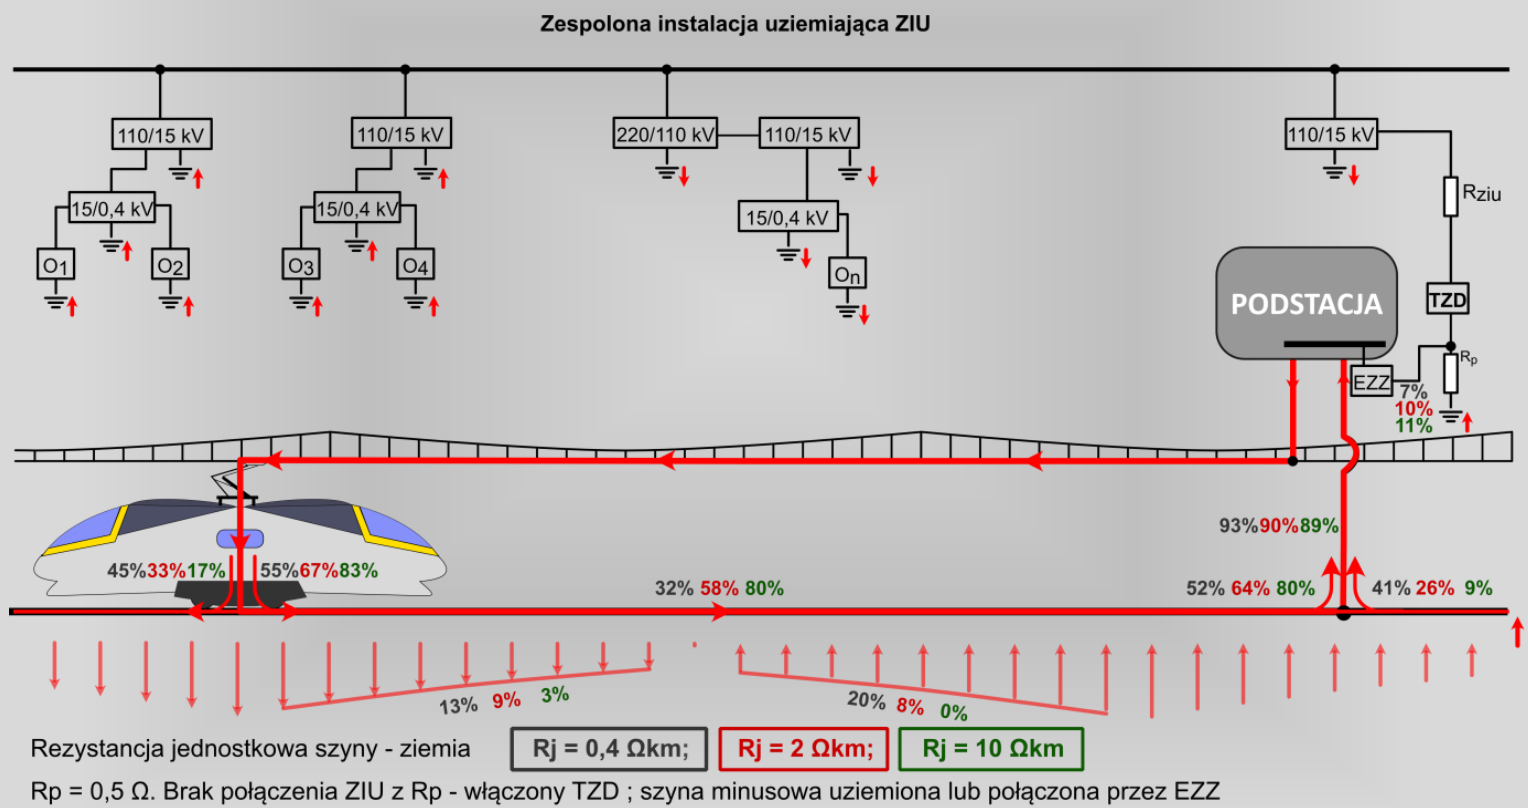 Zespolona instalacja uziemiająca ZIU
110/15 kV
110/15 kV
220/110 kV
110/15 kV
110/15 kV
15/0,4 kV
15/0,4 kV
15/0,4 kV
Rziu
O1
O2
O3
O4
On
PODSTACJA
TZD
Rp
EZZ
7%
10%
11%
93% 90% 89%
45% 33% 17%
55% 67% 83%
32% 58% 80%
52% 64% 80%
41% 26% 9%
13% 9% 3%
20% 8% 0%
Rezystancja jednostkowa szyny - ziemia
Rj = 0,4 Ωkm;
Rj = 2 Ωkm;
Rj = 10 Ωkm
Rp = 0,5 Ω. Brak połączenia ZIU z Rp - włączony TZD ; szyna minusowa uziemiona lub połączona przez EZZ